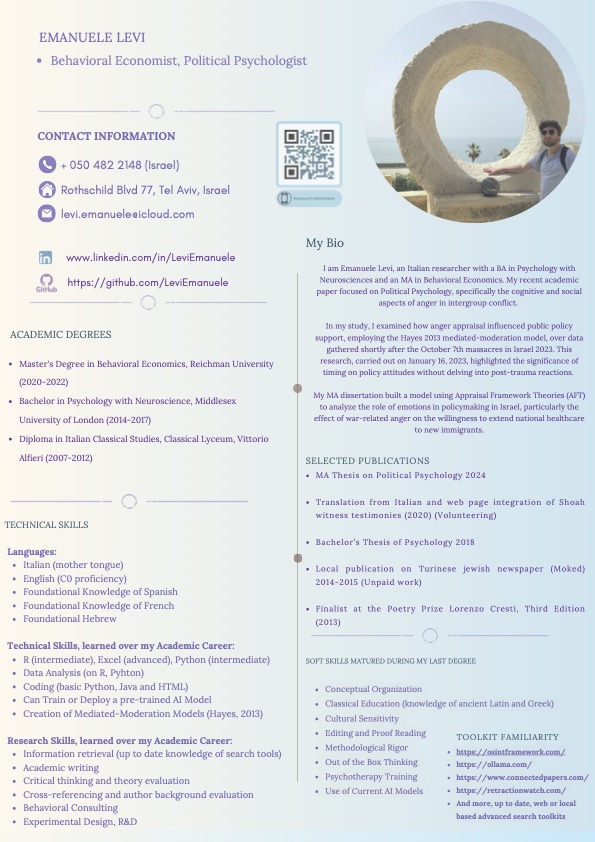 EMANUELE LEVI
• Behavioral Economist, Political Psychologist
CONTACT INFORMATION
+ 050 482 2148 (Israel)
Rothschild Blvd 77, Tel Aviv, Israel
levi.emanuele@icloud.com
www.linkedin.com/in/LeviEmanuele
GitHub
https://github.com/LeviEmanuele
ACADEMIC DEGREES
• Master's Degree in Behavioral Economics, Reichman University
(2020-2022)
• Bachelor in Psychology with Neuroscience, Middlesex
University of London (2014-2017)
• Diploma in Italian Classical Studies, Classical Lyceum, Vittorio
Alfieri (2007-2012)
TECHNICAL SKILLS
Languages:
• Italian (mother tongue)
• English (C0 proficiency)
• Foundational Knowledge of Spanish
• Foundational Knowledge of French
• Foundational Hebrew
Technical Skills, learned over my Academic Career:
• R (intermediate), Excel (advanced), Python (intermediate)
• Data Analysis (on R, Pyhton)
• Coding (basic Python, Java and HTML)
• Can Train or Deploy a pre-trained AI Model
• Creation of Mediated-Moderation Models (Hayes, 2013)
Research Skills, learned over my Academic Career:
• Information retrieval (up to date knowledge of search tools)
• Academic writing
• Critical thinking and theory evaluation
• Cross-referencing and author background evaluation
• Behavioral Consulting
• Experimental Design, R&D
My Bio
I am Emanuele Levi, an Italian researcher with a BA in Psychology with
Neurosciences and an MA in Behavioral Economics. My recent academic
paper focused on Political Psychology, specifically the cognitive and social
aspects of anger in intergroup conflict.
In my study, I examined how anger appraisal influenced public policy
support, employing the Hayes 2013 mediated-moderation model, over data
gathered shortly after the October 7th massacres in Israel 2023. This
research, carried out on January 16, 2023, highlighted the significance of
timing on policy attitudes without delving into post-trauma reactions.
My MA dissertation built a model using Appraisal Framework Theories (AFT)
to analyze the role of emotions in policymaking in Israel, particularly the
effect of war-related anger on the willingness to extend national healthcare
to new immigrants.
SELECTED PUBLICATIONS
• MA Thesis on Political Psychology 2024
• Translation from Italian and web page integration of Shoah
witness testimonies (2020) (Volunteering)
• Bachelor's Thesis of Psychology 2018
• Local publication on Turinese jewish newspaper (Moked)
2014-2015 (Unpaid work)
• Finalist at the Poetry Prize Lorenzo Cresti, Third Edition
(2013)
SOFT SKILLS MATURED DURING MY LAST DEGREE
• Conceptual Organization
• Classical Education (knowledge of ancient Latin and Greek)
• Cultural Sensitivity
• Editing and Proof Reading
• Methodological Rigor
• Out of the Box Thinking
• Psychotherapy Training
• Use of Current AI Models
TOOLKIT FAMILIARITY
• https://osintframework.com/
• https://ollama.com/
• https://www.connectedpapers.com/
• https://retractionwatch.com/
• And more, up to date, web or local
based advanced search toolkits